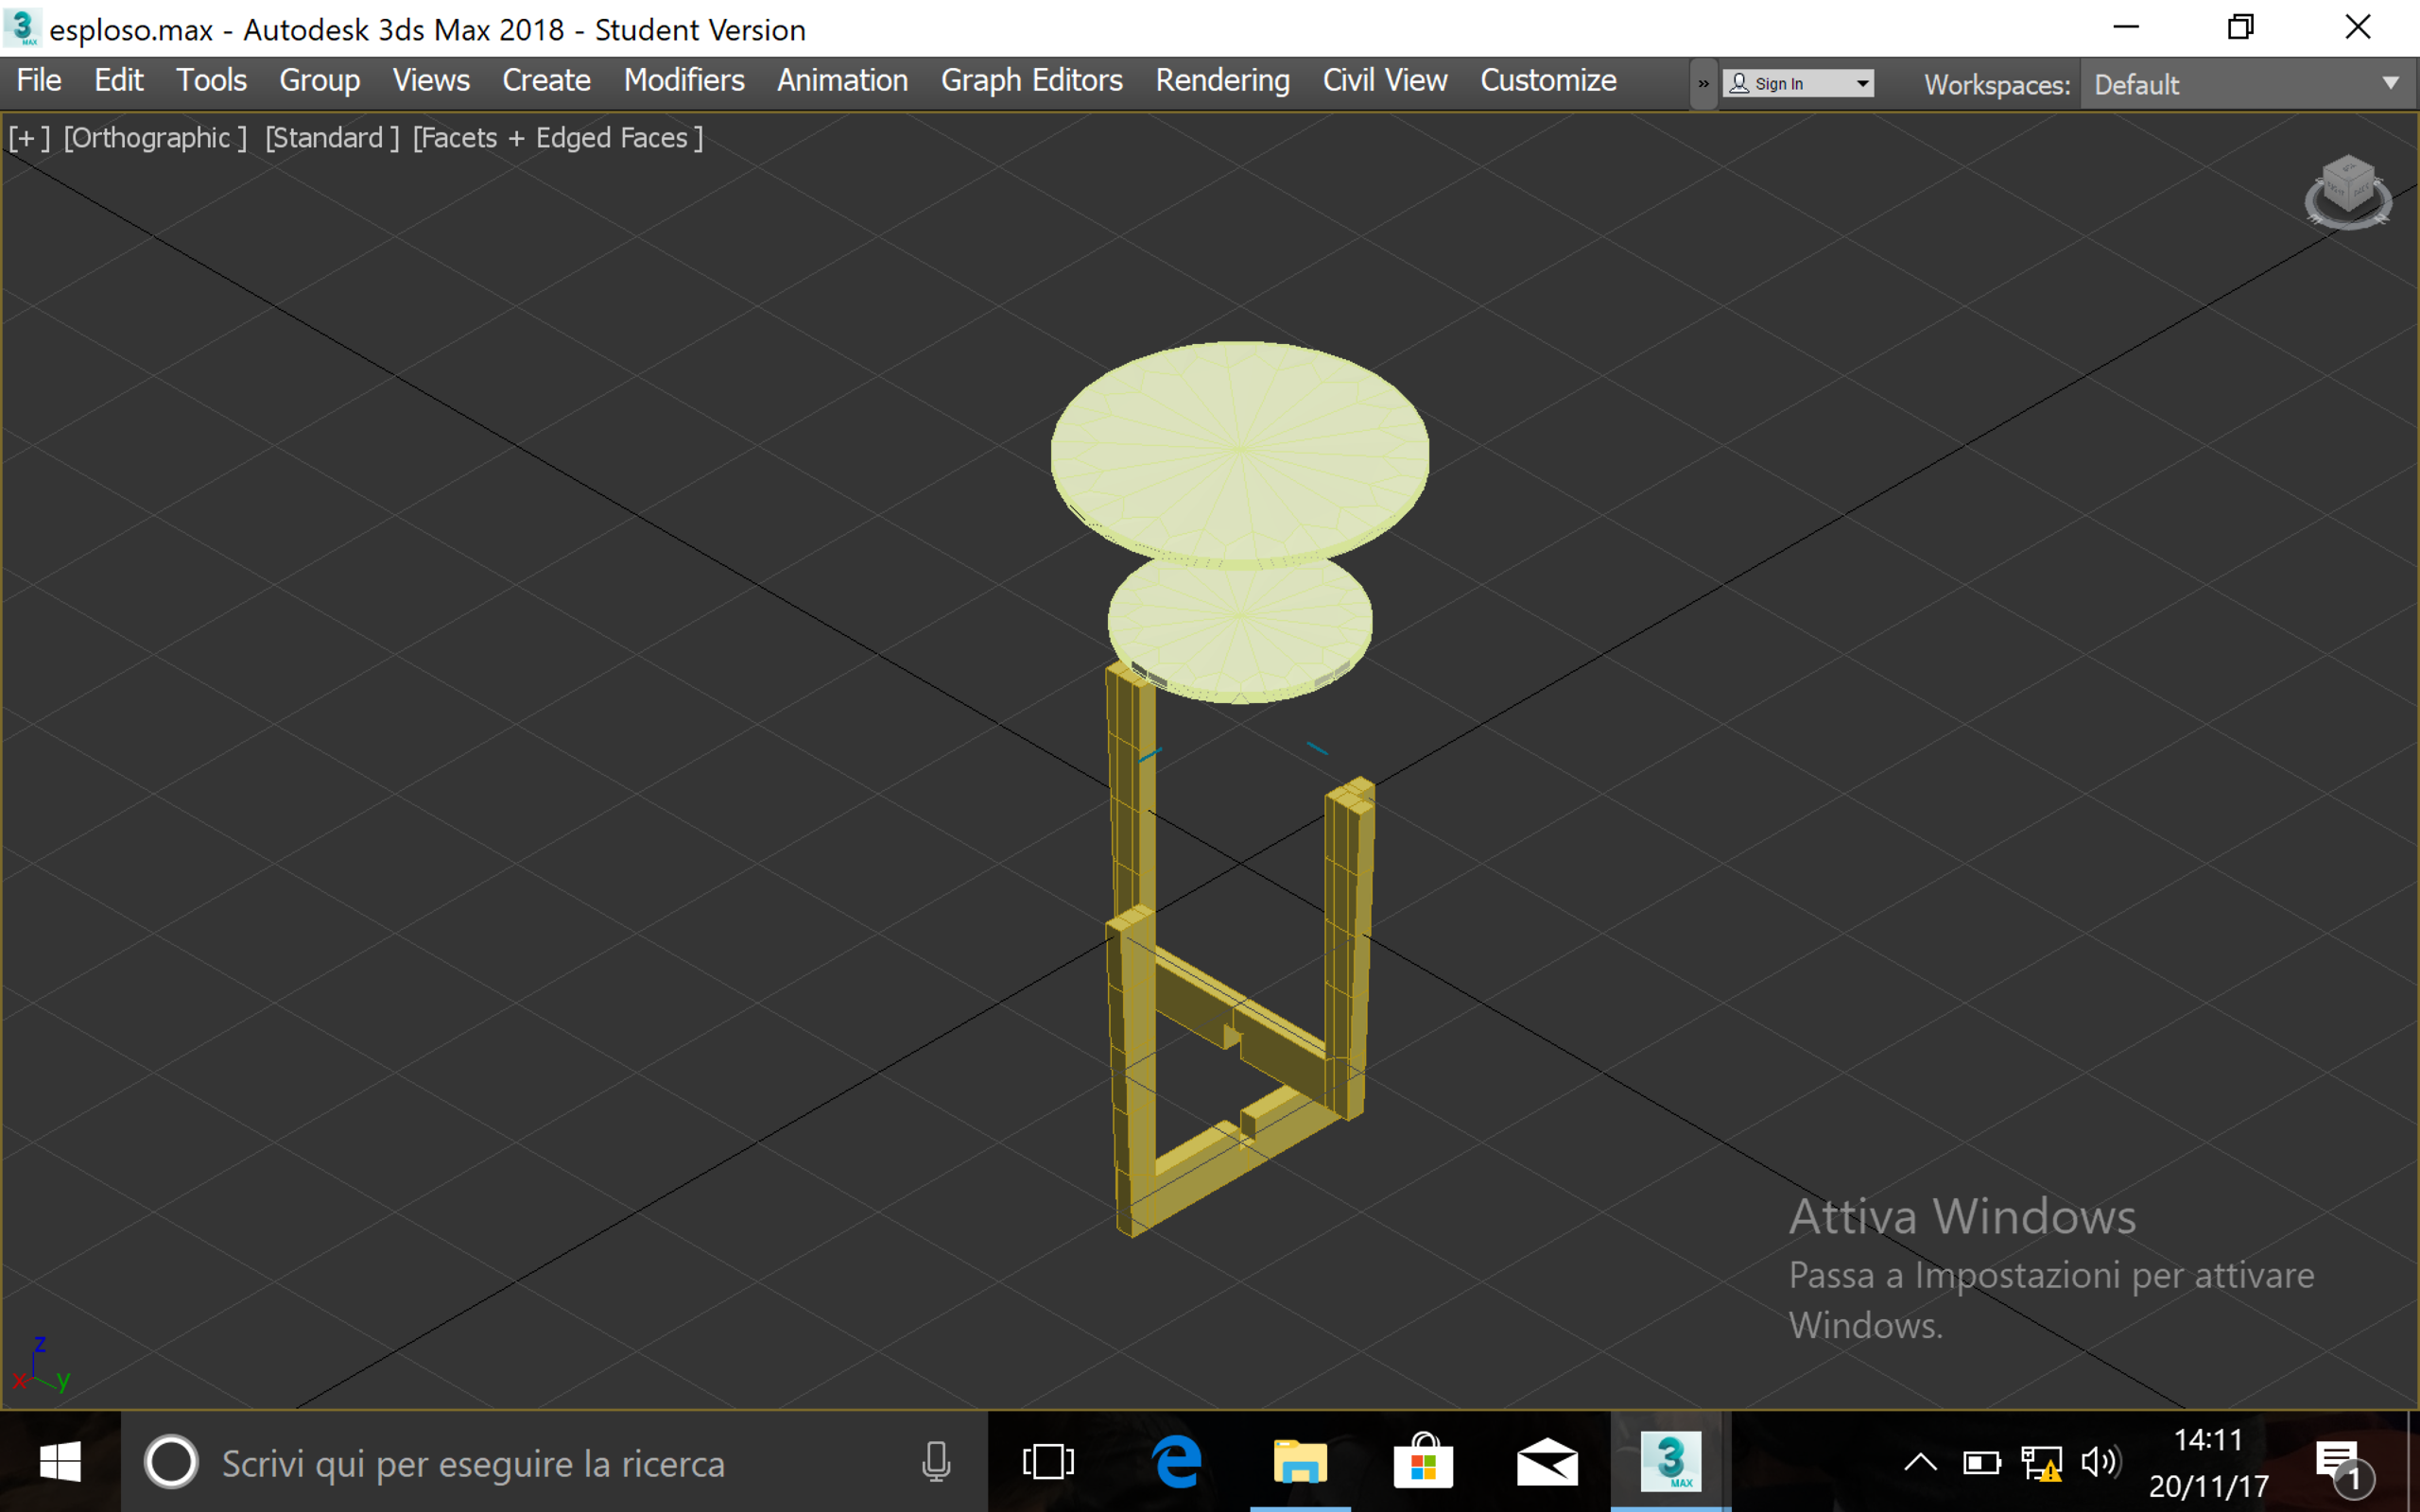 esploso.max - Autodesk 3ds Max 2018 - Student Version
File Edit Tools Group Views Create Modifiers Animation Graph Editors Rendering Civil View Customize » Sign In Workspaces: Default
[+] [Orthographic] [Standard] [Facets + Edged Faces]
Attiva Windows
Passa a Impostazioni per attivare
Windows.
z
x y
3
MAX
Scrivi qui per eseguire la ricerca
14:11
20/11/17
1